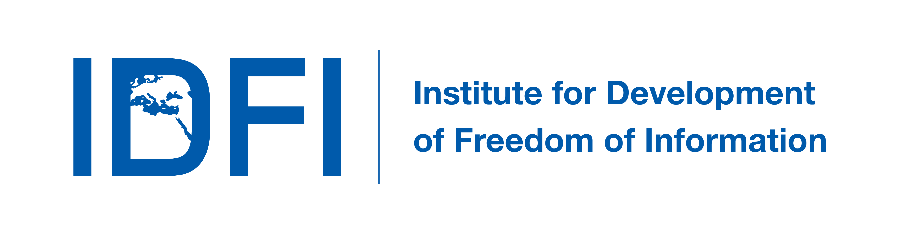 IDFI
Institute for Development
of Freedom of Information